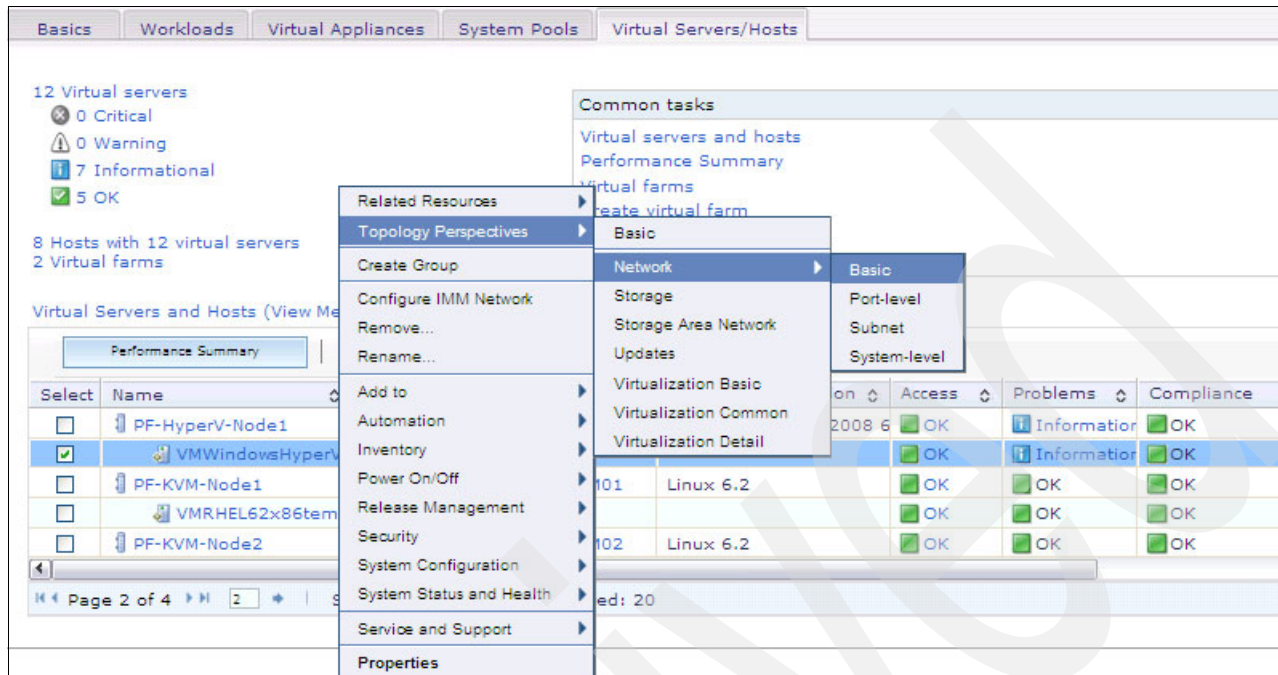 Basics Workloads Virtual Appliances System Pools Virtual Servers/Hosts
12 Virtual servers
0 Critical
0 Warning
7 Informational
5 OK
8 Hosts with 12 virtual servers
2 Virtual farms
Common tasks
Virtual servers and hosts
Performance Summary
Virtual farms
reate virtual farm
Virtual Servers and Hosts (View Me
Performance Summary
Related Resources
Topology Perspectives
Create Group
Configure IMM Network
Remove...
Rename...
Add to
Automation
Inventory
Power On/Off
Release Management
Security
System Configuration
System Status and Health
Service and Support
Properties
Basic
Network
Storage
Storage Area Network
Updates
Virtualization Basic
Virtualization Common
Virtualization Detail
Basic
Port-level
Subnet
System-level
Select Name on Access Problems Compliance
PF-HyperV-Node1 2008 6 OK Information OK
VMWindowsHyperV OK Information OK
PF-KVM-Node1 M01 Linux 6.2 OK OK OK
VMRHEL62x86tem OK OK OK
PF-KVM-Node2 M02 Linux 6.2 OK OK OK
Page 2 of 4 2 S ed: 20